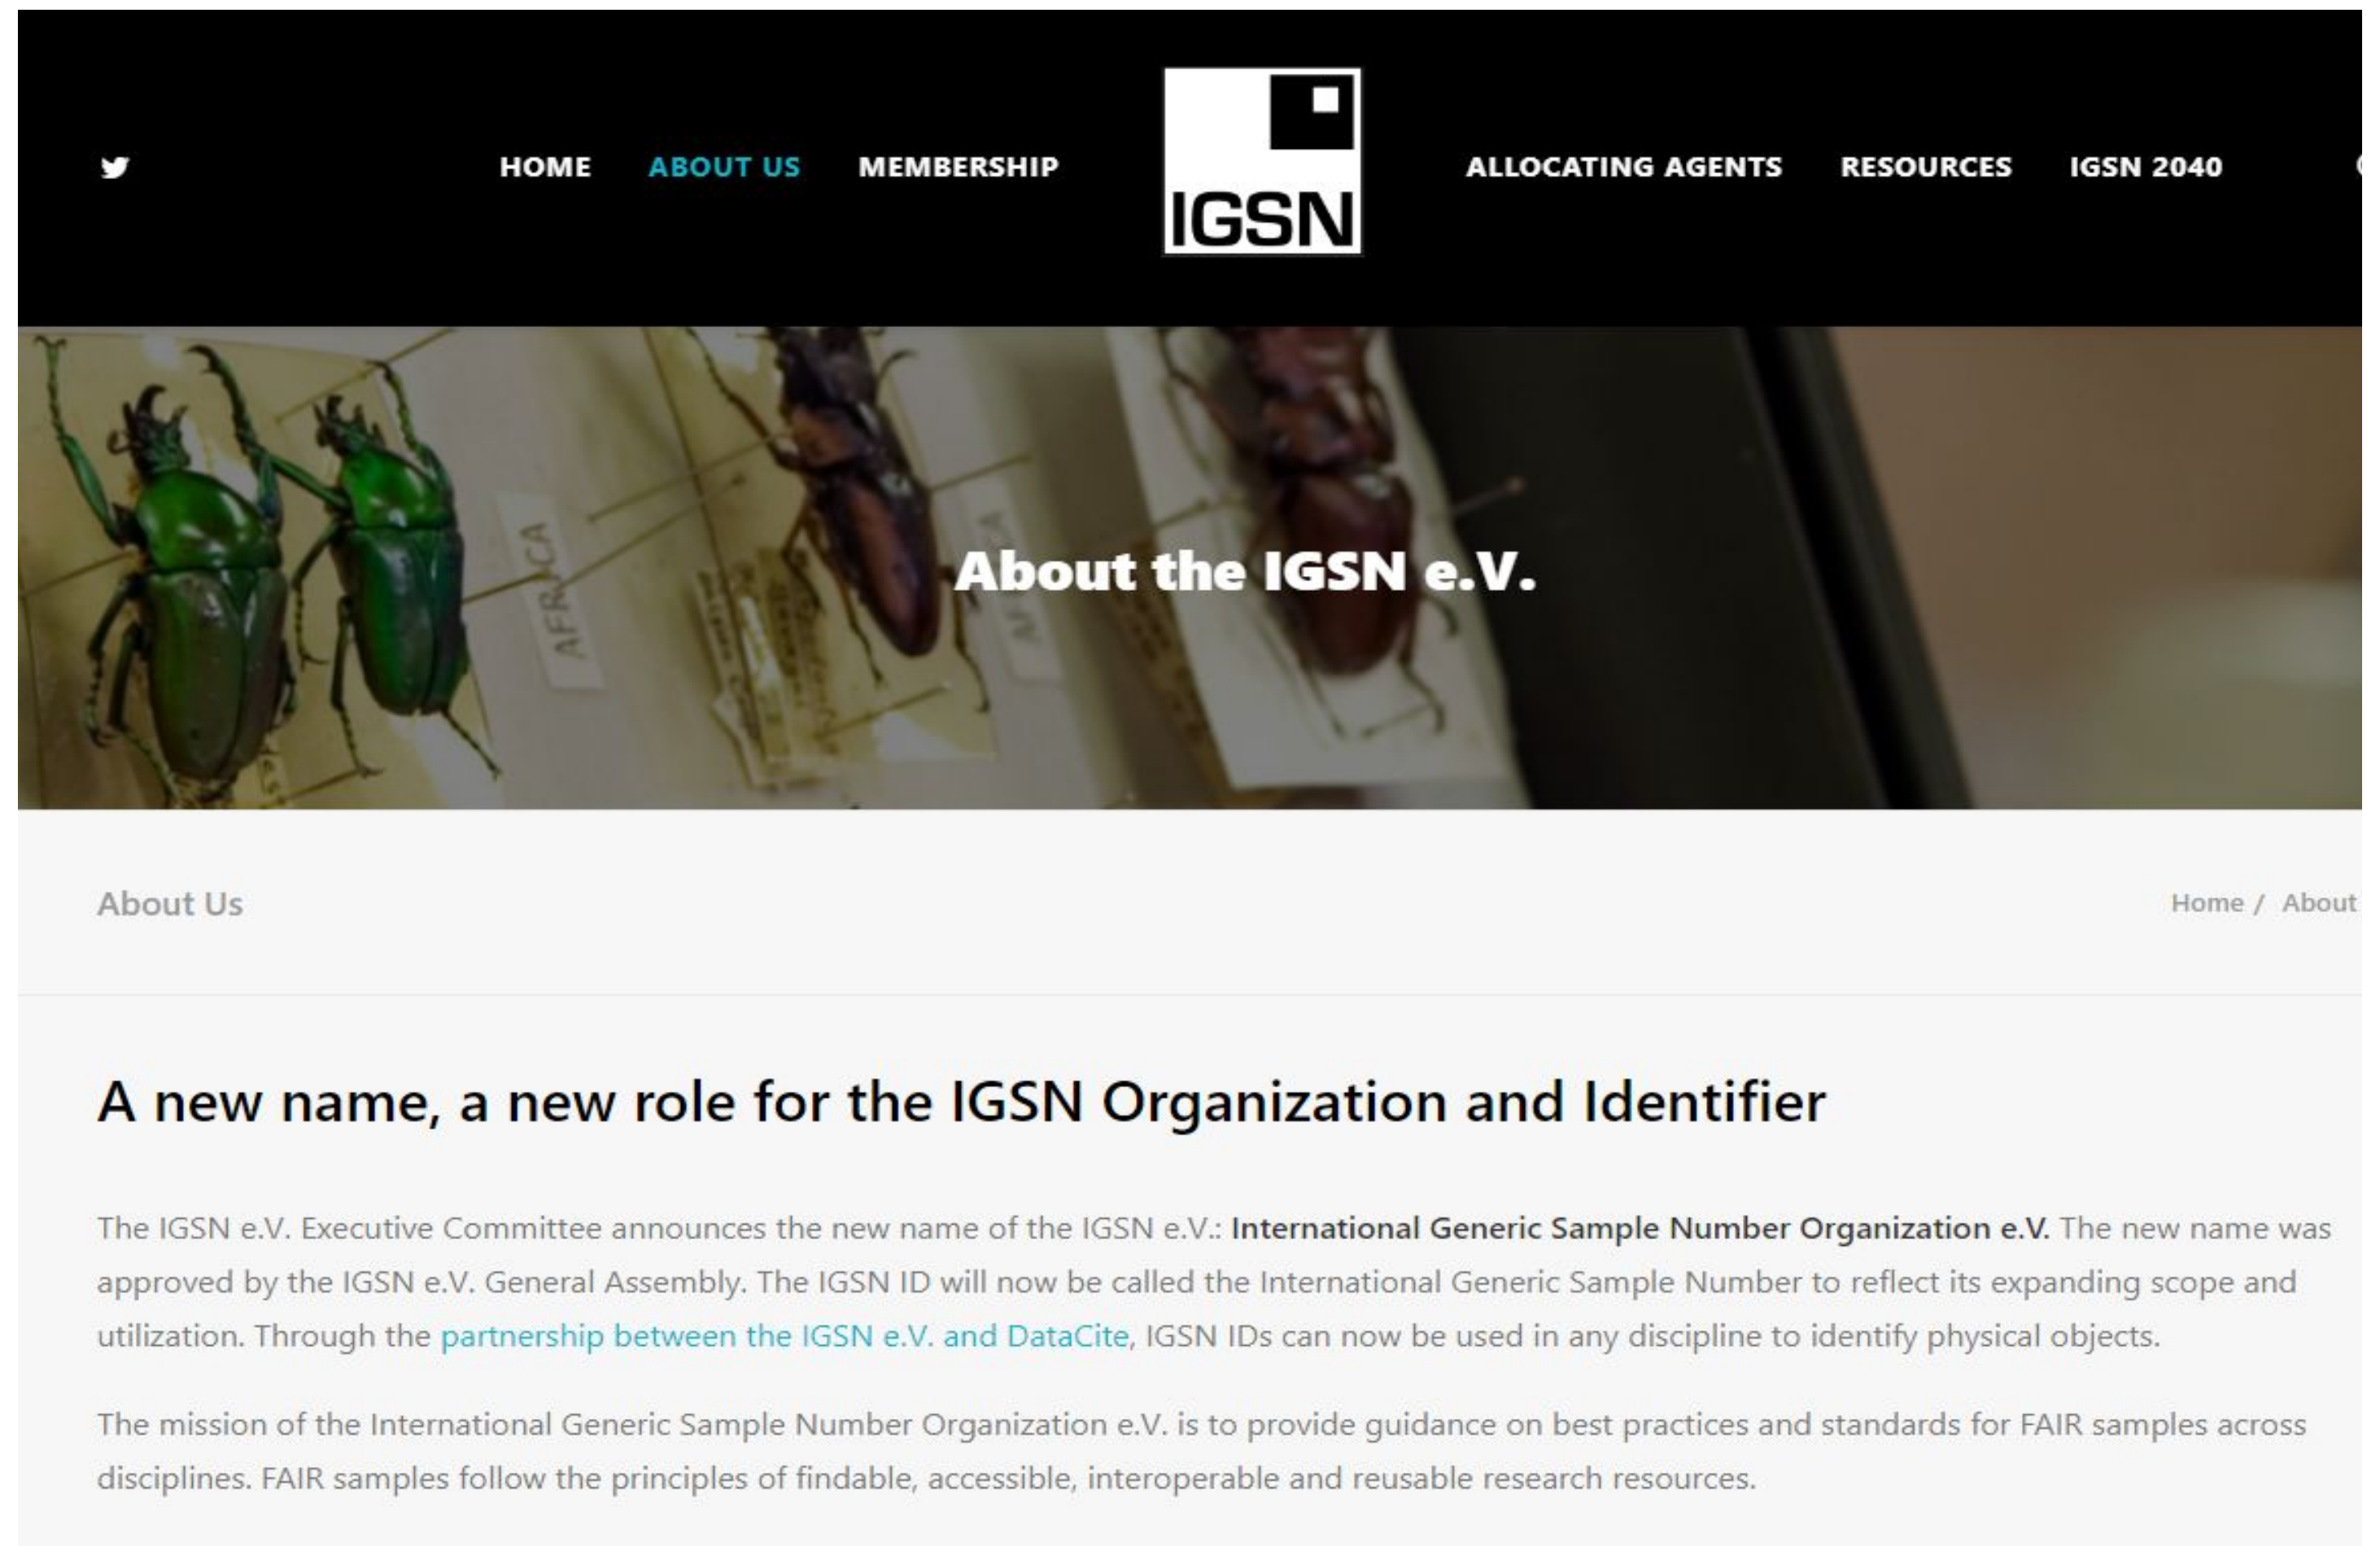 HOME ABOUT US MEMBERSHIP IGSN ALLOCATING AGENTS RESOURCES IGSN 2040
AFRICA
About the IGSN e.V.
About Us
Home / About
A new name, a new role for the IGSN Organization and Identifier
The IGSN e.V. Executive Committee announces the new name of the IGSN e.V.: International Generic Sample Number Organization e.V. The new name was
approved by the IGSN e.V. General Assembly. The IGSN ID will now be called the International Generic Sample Number to reflect its expanding scope and
utilization. Through the partnership between the IGSN e.V. and DataCite, IGSN IDs can now be used in any discipline to identify physical objects.
The mission of the International Generic Sample Number Organization e.V. is to provide guidance on best practices and standards for FAIR samples across
disciplines. FAIR samples follow the principles of findable, accessible, interoperable and reusable research resources.